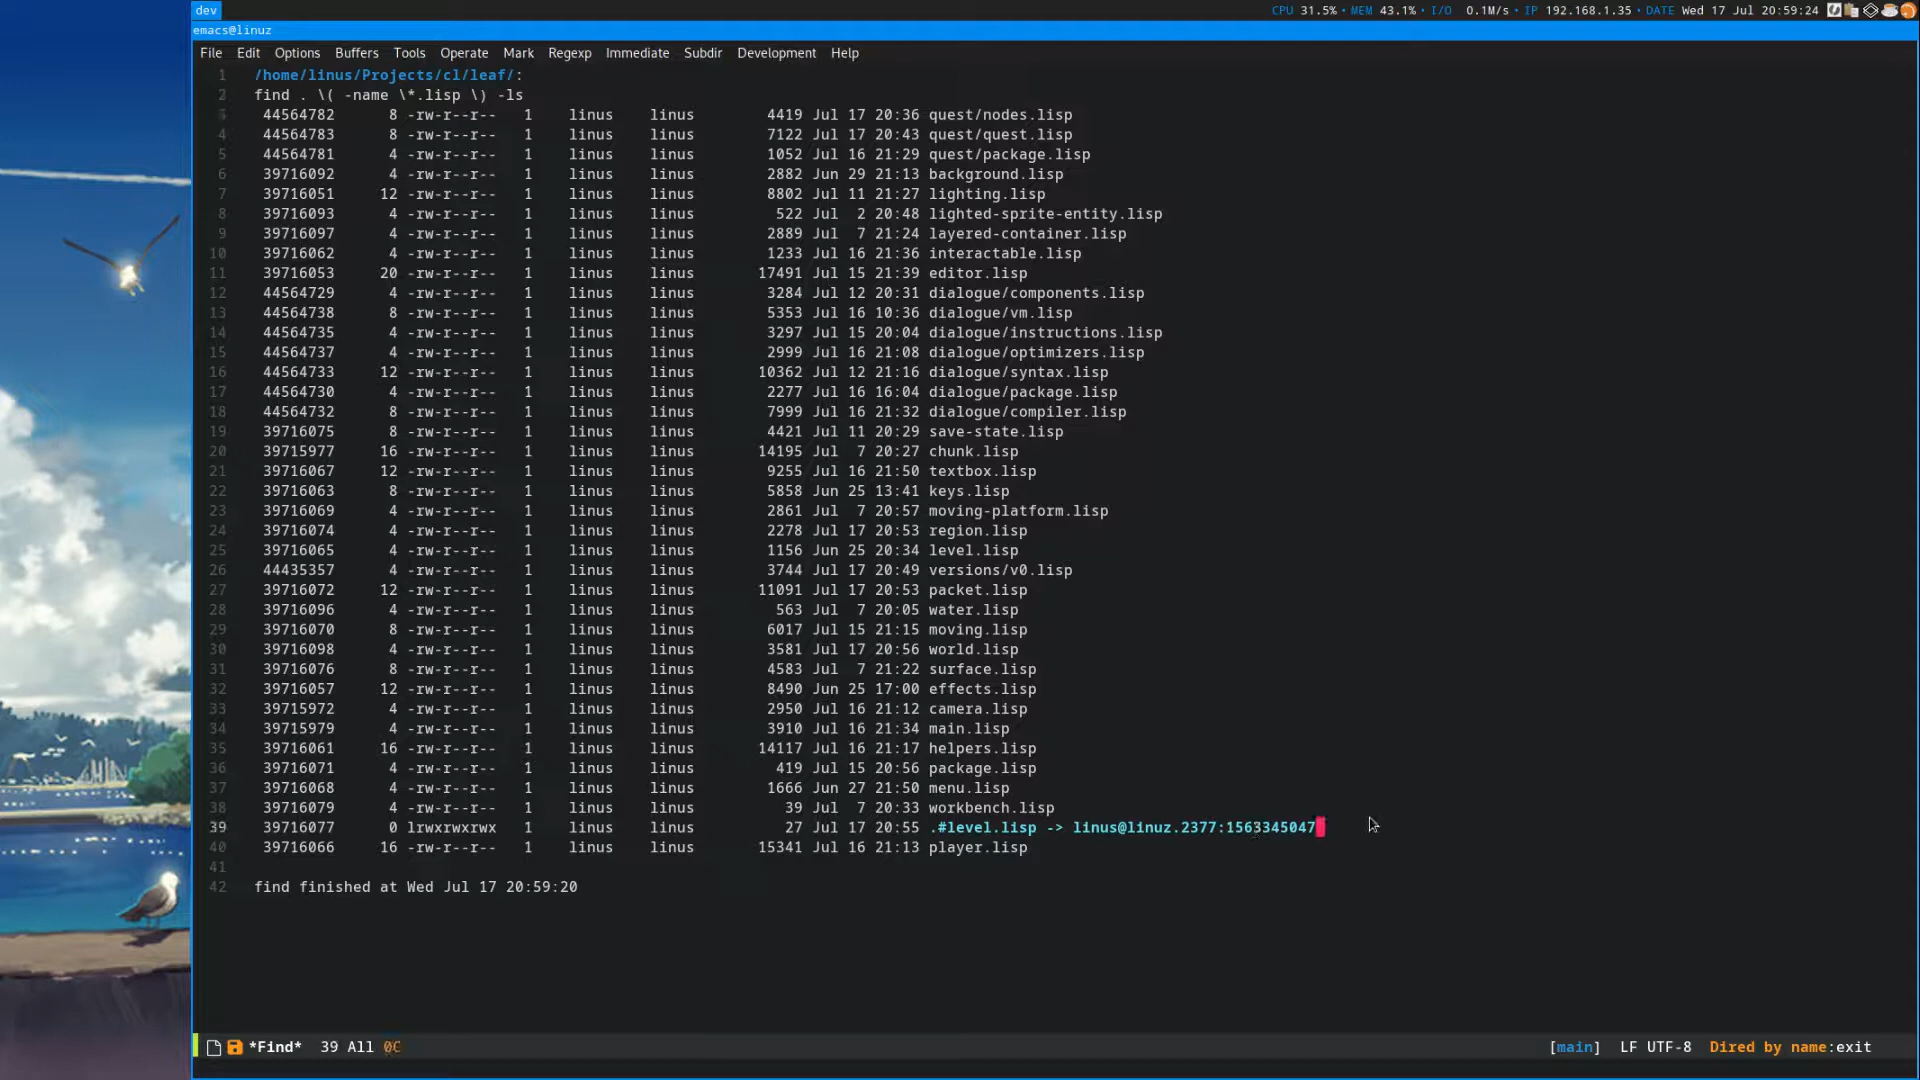 dev CPU 31.5% • MEM 43.1% • I/O 0.1M/s • IP 192.168.1.35 • DATE Wed 17 Jul 20:59:24
emacs@linuz
File Edit Options Buffers Tools Operate Mark Regexp Immediate Subdir Development Help
1 /home/linus/Projects/cl/leaf/:
2 find . \( -name \*.lisp \) -ls
44564782 8 -rw-r--r-- 1 linus linus 4419 Jul 17 20:36 quest/nodes.lisp
4 44564783 8 -rw-r--r-- 1 linus linus 7122 Jul 17 20:43 quest/quest.lisp
5 44564781 4 -rw-r--r-- 1 linus linus 1052 Jul 16 21:29 quest/package.lisp
6 39716092 4 -rw-r--r-- 1 linus linus 2882 Jun 29 21:13 background.lisp
7 39716051 12 -rw-r--r-- 1 linus linus 8802 Jul 11 21:27 lighting.lisp
8 39716093 4 -rw-r--r-- 1 linus linus 522 Jul 2 20:48 lighted-sprite-entity.lisp
9 39716097 4 -rw-r--r-- 1 linus linus 2889 Jul 7 21:24 layered-container.lisp
10 39716062 4 -rw-r--r-- 1 linus linus 1233 Jul 16 21:36 interactable.lisp
11 39716053 20 -rw-r--r-- 1 linus linus 17491 Jul 15 21:39 editor.lisp
12 44564729 4 -rw-r--r-- 1 linus linus 3284 Jul 12 20:31 dialogue/components.lisp
13 44564738 8 -rw-r--r-- 1 linus linus 5353 Jul 16 10:36 dialogue/vm.lisp
14 44564735 4 -rw-r--r-- 1 linus linus 3297 Jul 15 20:04 dialogue/instructions.lisp
15 44564737 4 -rw-r--r-- 1 linus linus 2999 Jul 16 21:08 dialogue/optimizers.lisp
16 44564733 12 -rw-r--r-- 1 linus linus 10362 Jul 12 21:16 dialogue/syntax.lisp
17 44564730 4 -rw-r--r-- 1 linus linus 2277 Jul 16 16:04 dialogue/package.lisp
18 44564732 8 -rw-r--r-- 1 linus linus 7999 Jul 16 21:32 dialogue/compiler.lisp
19 39716075 8 -rw-r--r-- 1 linus linus 4421 Jul 11 20:29 save-state.lisp
20 39715977 16 -rw-r--r-- 1 linus linus 14195 Jul 7 20:27 chunk.lisp
21 39716067 12 -rw-r--r-- 1 linus linus 9255 Jul 16 21:50 textbox.lisp
22 39716063 8 -rw-r--r-- 1 linus linus 5858 Jun 25 13:41 keys.lisp
23 39716069 4 -rw-r--r-- 1 linus linus 2861 Jul 7 20:57 moving-platform.lisp
24 39716074 4 -rw-r--r-- 1 linus linus 2278 Jul 17 20:53 region.lisp
25 39716065 4 -rw-r--r-- 1 linus linus 1156 Jun 25 20:34 level.lisp
26 44435357 4 -rw-r--r-- 1 linus linus 3744 Jul 17 20:49 versions/v0.lisp
27 39716072 12 -rw-r--r-- 1 linus linus 11091 Jul 17 20:53 packet.lisp
28 39716096 4 -rw-r--r-- 1 linus linus 563 Jul 7 20:05 water.lisp
29 39716070 8 -rw-r--r-- 1 linus linus 6017 Jul 15 21:15 moving.lisp
30 39716098 4 -rw-r--r-- 1 linus linus 3581 Jul 17 20:56 world.lisp
31 39716076 8 -rw-r--r-- 1 linus linus 4583 Jul 7 21:22 surface.lisp
32 39716057 12 -rw-r--r-- 1 linus linus 8490 Jun 25 17:00 effects.lisp
33 39715972 4 -rw-r--r-- 1 linus linus 2950 Jul 16 21:12 camera.lisp
34 39715979 4 -rw-r--r-- 1 linus linus 3910 Jul 16 21:34 main.lisp
35 39716061 16 -rw-r--r-- 1 linus linus 14117 Jul 16 21:17 helpers.lisp
36 39716071 4 -rw-r--r-- 1 linus linus 419 Jul 15 20:56 package.lisp
37 39716068 4 -rw-r--r-- 1 linus linus 1666 Jun 27 21:50 menu.lisp
38 39716079 4 -rw-r--r-- 1 linus linus 39 Jul 7 20:33 workbench.lisp
39 39716077 0 lrwxrwxrwx 1 linus linus 27 Jul 17 20:55 .#level.lisp -> linus@linuz.2377:1563345047
40 39716066 16 -rw-r--r-- 1 linus linus 15341 Jul 16 21:13 player.lisp
41
42 find finished at Wed Jul 17 20:59:20
*Find* 39 All 0C [main] LF UTF-8 Dired by name:exit